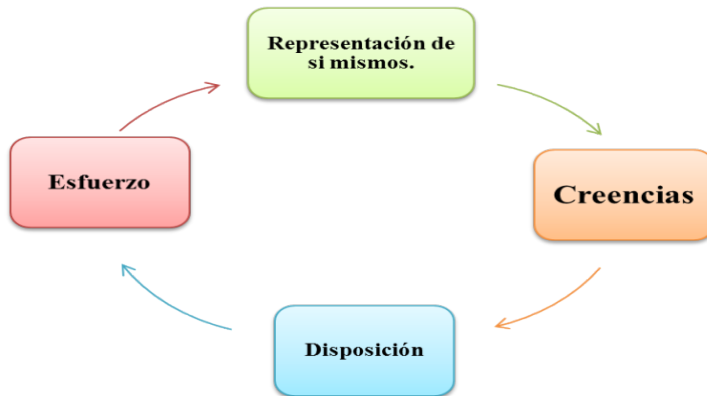 Representación de
si mismos.
Esfuerzo
Creencias
Disposición